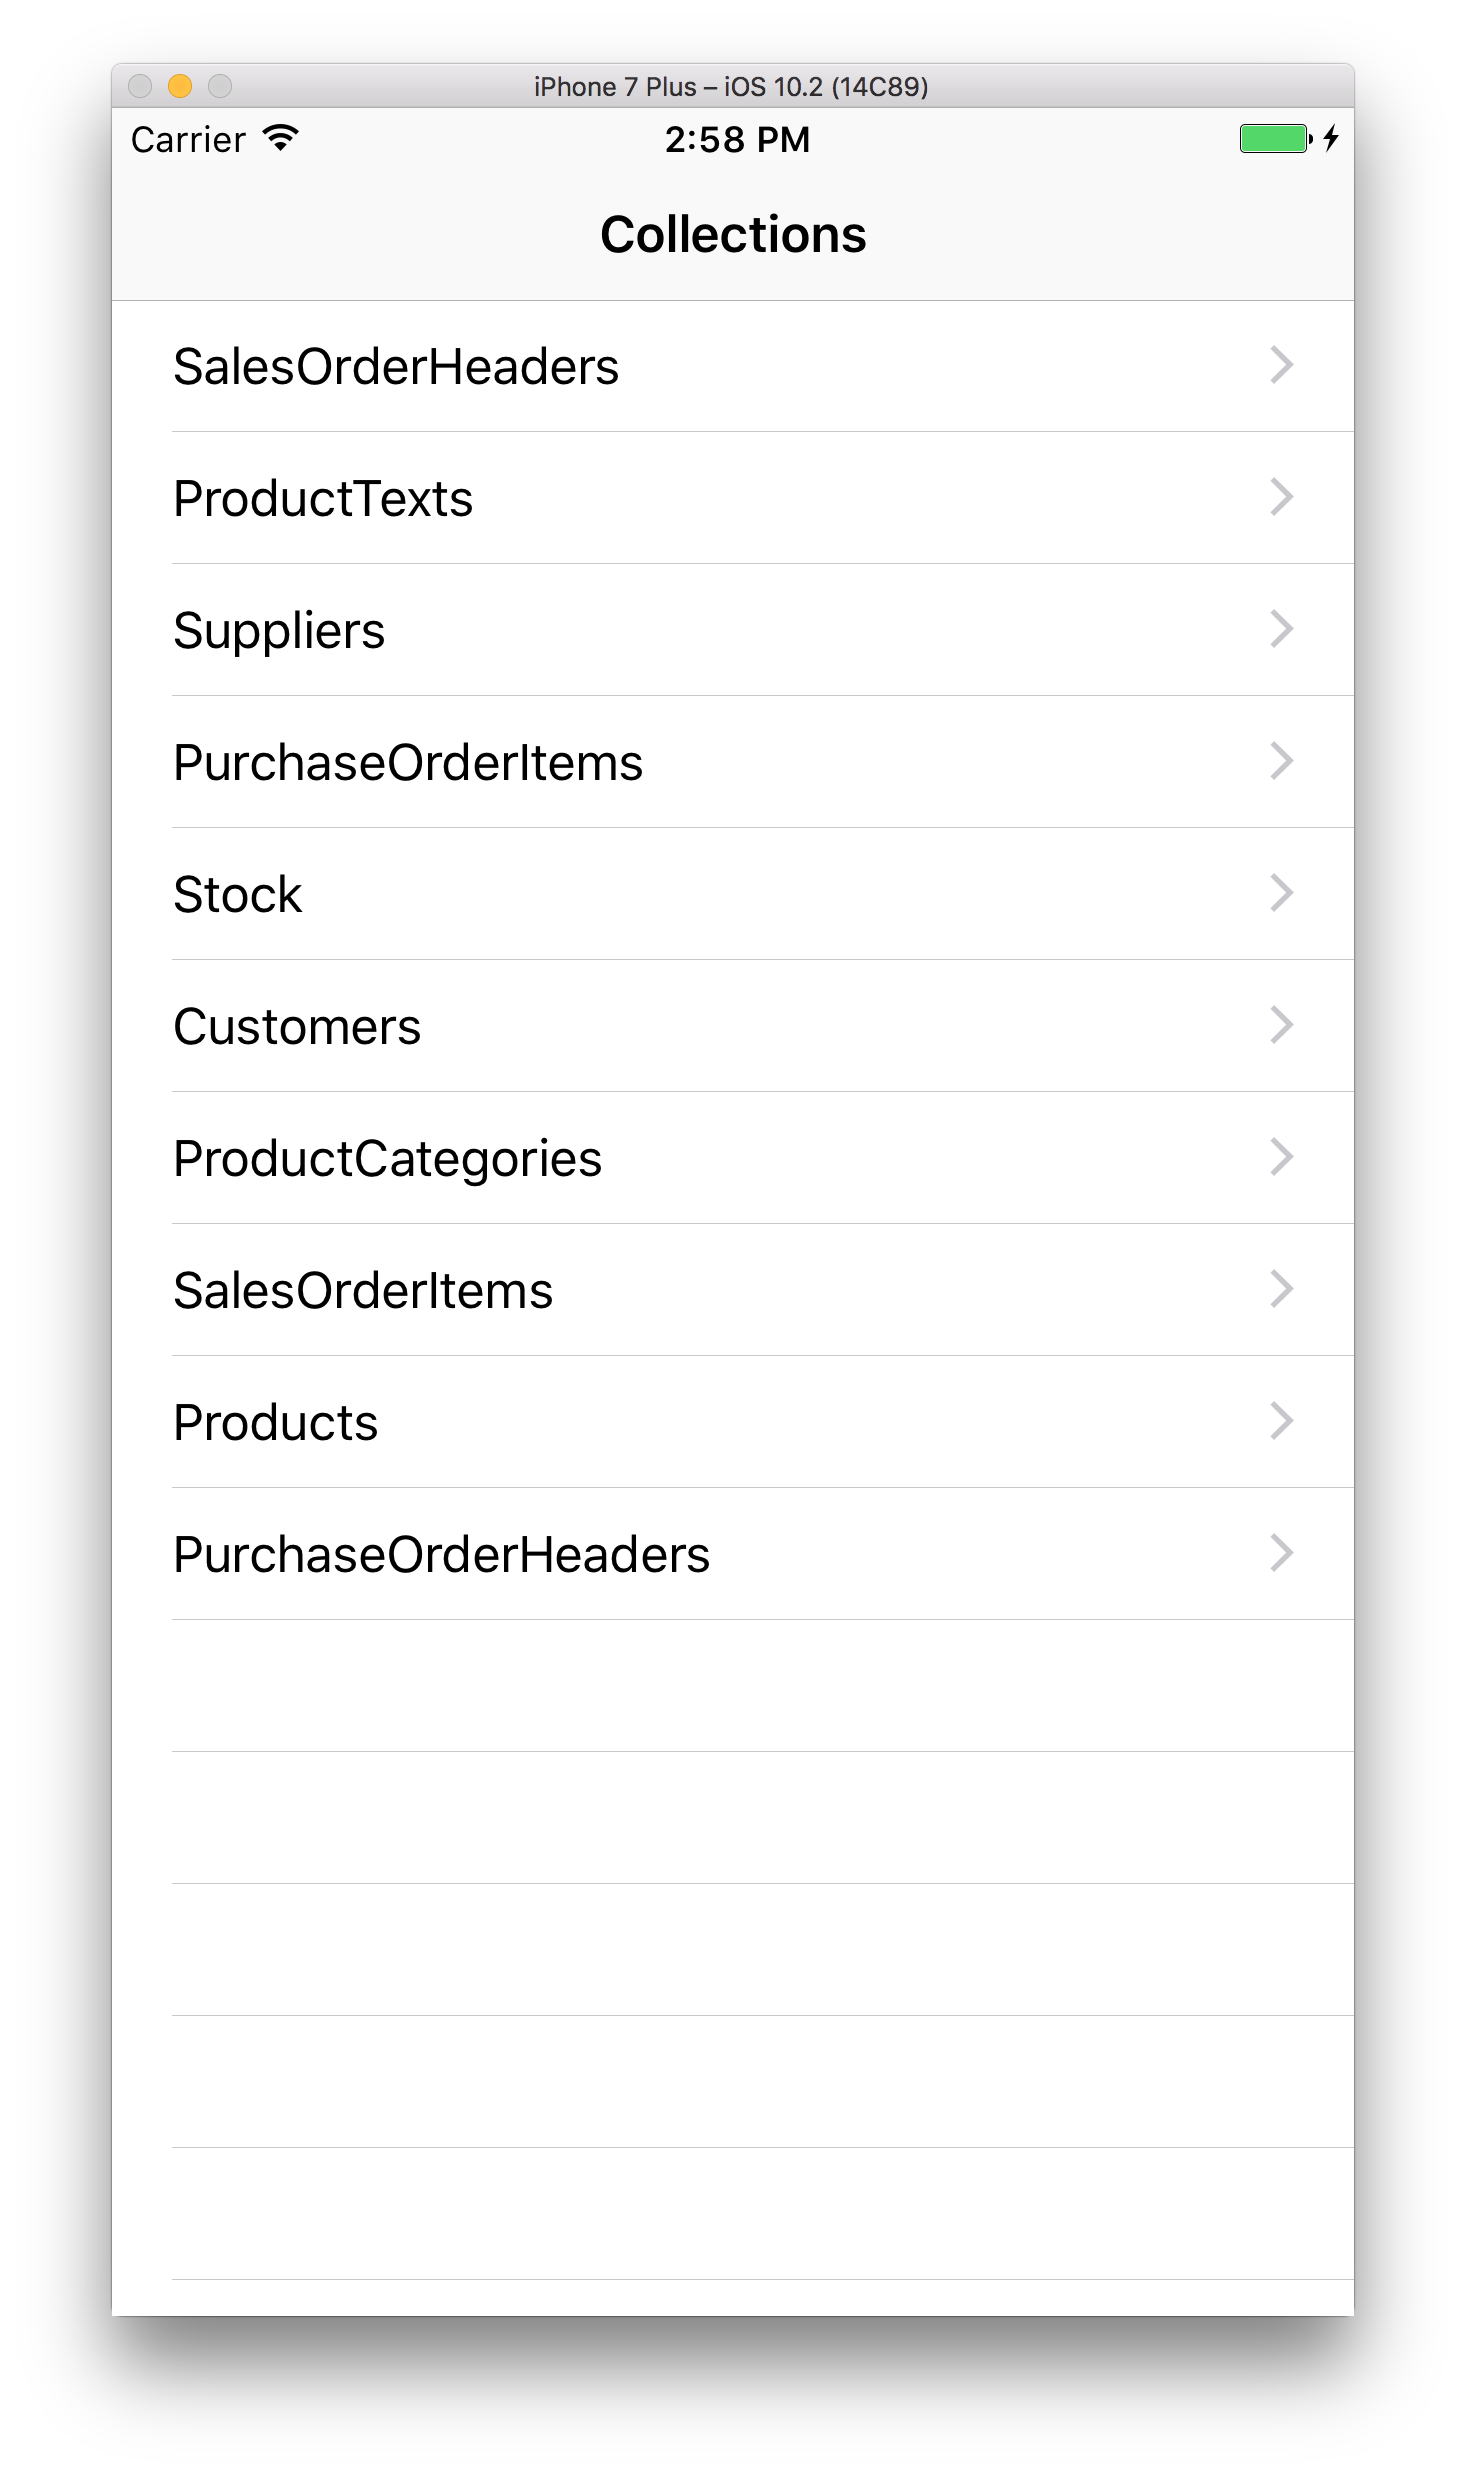 iPhone 7 Plus – iOS 10.2 (14C89)
Carrier 2:58 PM
Collections
SalesOrderHeaders
ProductTexts
Suppliers
PurchaseOrderItems
Stock
Customers
ProductCategories
SalesOrderItems
Products
PurchaseOrderHeaders